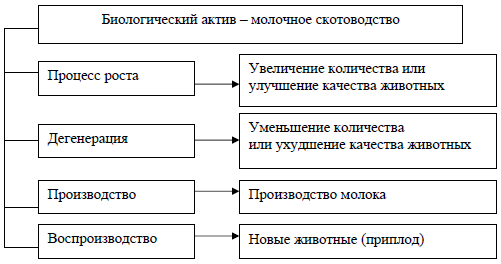 Биологический актив – молочное скотоводство
Процесс роста
Увеличение количества или
улучшение качества животных
Дегенерация
Уменьшение количества
или ухудшение качества животных
Производство
Производство молока
Воспроизводство
Новые животные (приплод)